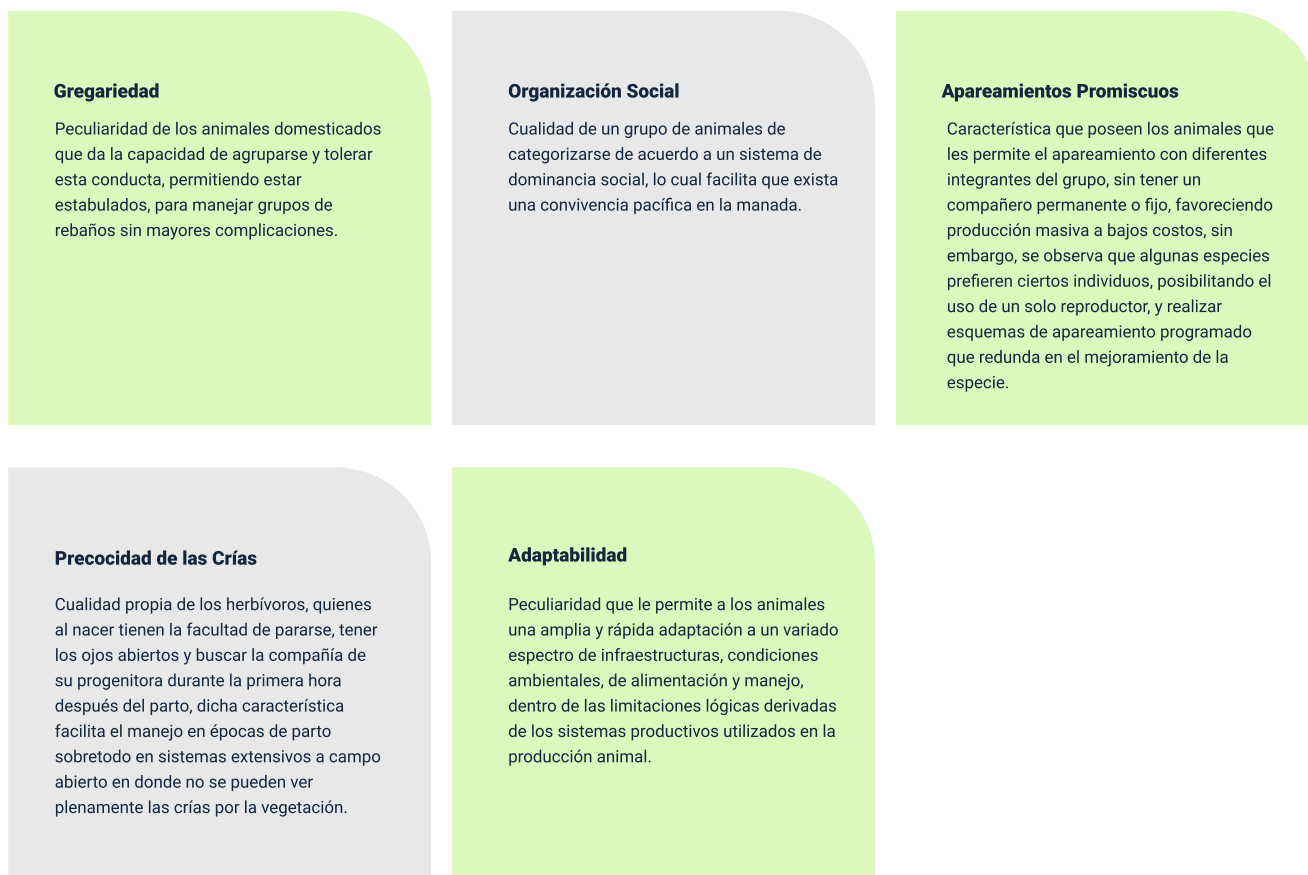 Gregariedad
Peculiaridad de los animales domesticados
que da la capacidad de agruparse y tolerar
esta conducta, permitiendo estar
estabulados, para manejar grupos de
rebaños sin mayores complicaciones.
Organización Social
Cualidad de un grupo de animales de
categorizarse de acuerdo a un sistema de
dominancia social, lo cual facilita que exista
una convivencia pacífica en la manada.
Apareamientos Promiscuos
Característica que poseen los animales que
les permite el apareamiento con diferentes
integrantes del grupo, sin tener un
compañero permanente o fijo, favoreciendo
producción masiva a bajos costos, sin
embargo, se observa que algunas especies
prefieren ciertos individuos, posibilitando el
uso de un solo reproductor, y realizar
esquemas de apareamiento programado
que redunda en el mejoramiento de la
especie.
Precocidad de las Crías
Cualidad propia de los herbívoros, quienes
al nacer tienen la facultad de pararse, tener
los ojos abiertos y buscar la compañía de
su progenitora durante la primera hora
después del parto, dicha característica
facilita el manejo en épocas de parto
sobretodo en sistemas extensivos a campo
abierto en donde no se pueden ver
plenamente las crías por la vegetación.
Adaptabilidad
Peculiaridad que le permite a los animales
una amplia y rápida adaptación a un variado
espectro de infraestructuras, condiciones
ambientales, de alimentación y manejo,
dentro de las limitaciones lógicas derivadas
de los sistemas productivos utilizados en la
producción animal.